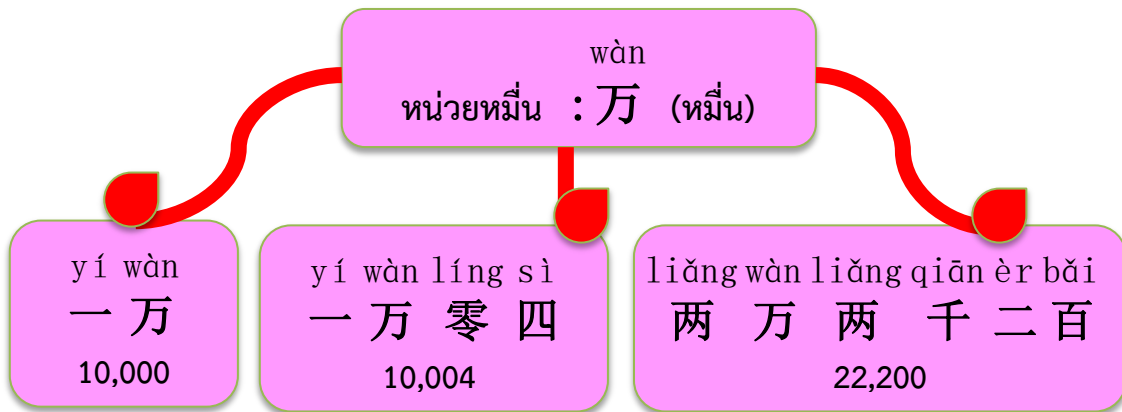 wàn
หน่วยหมื่น : 万 (หมื่น)
yí wàn
一 万
10,000
yí wàn líng sì
一 万 零 四
10,004
liǎng wàn liǎng qiān èr bǎi
两 万 两 千 二 百
22,200